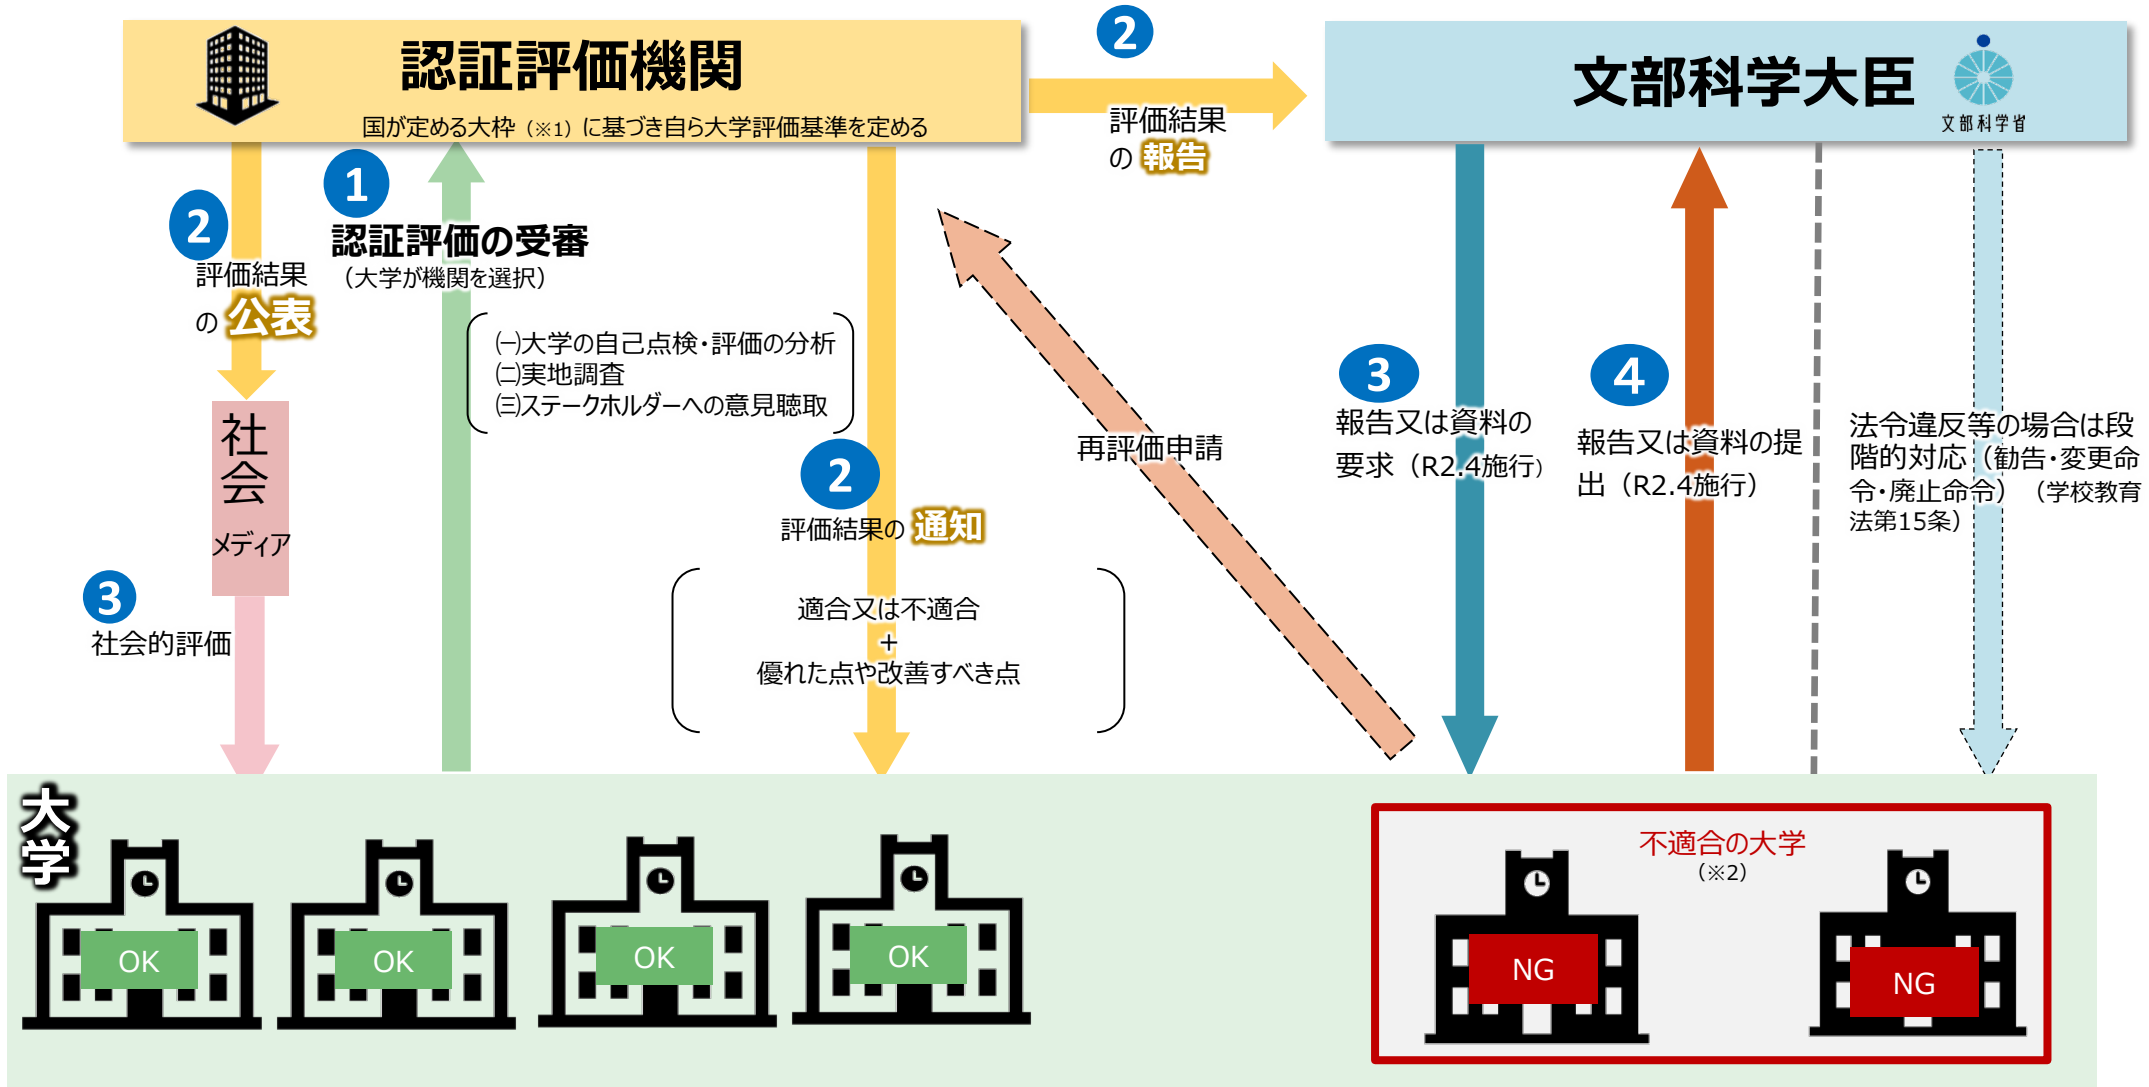 認証評価機関
国が定める大枠（※1）に基づき自ら大学評価基準を定める
2
評価結果
の 報告
文部科学大臣
文部科学省
2
評価結果
の 公表
1
認証評価の受審
（大学が機関を選択）
㈠大学の自己点検・評価の分析
㈡実地調査
㈢ステークホルダーへの意見聴取
2
評価結果の 通知
適合又は不適合
＋
優れた点や改善すべき点
再評価申請
3
報告又は資料の
要求（R2.4施行）
4
報告又は資料の提
出（R2.4施行）
法令違反等の場合は段
階的対応（勧告・変更命
令・廃止命令）（学校教育
法第15条）
社会
メディア
3
社会的評価
大学
OK
OK
OK
OK
不適合の大学
（※2）
NG
NG